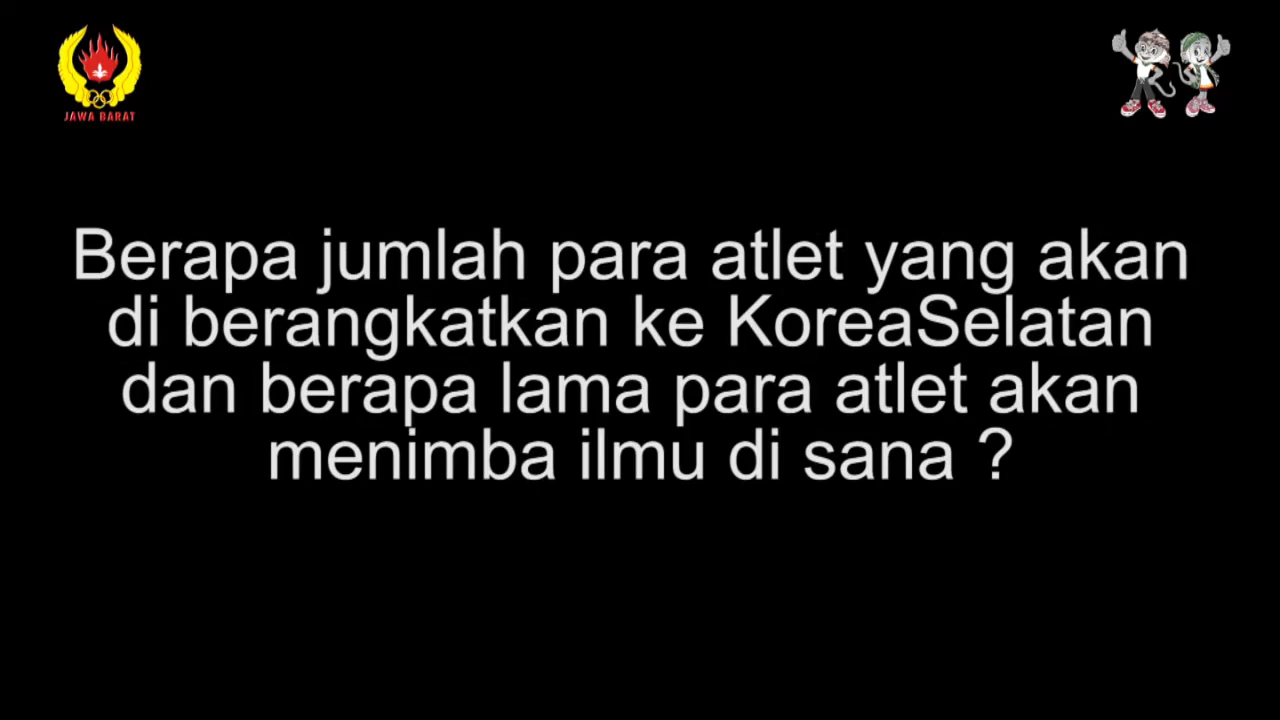 JAWA BARAT
Berapa jumlah para atlet yang akan
di berangkatkan ke KoreaSelatan
dan berapa lama para atlet akan
menimba ilmu di sana ?